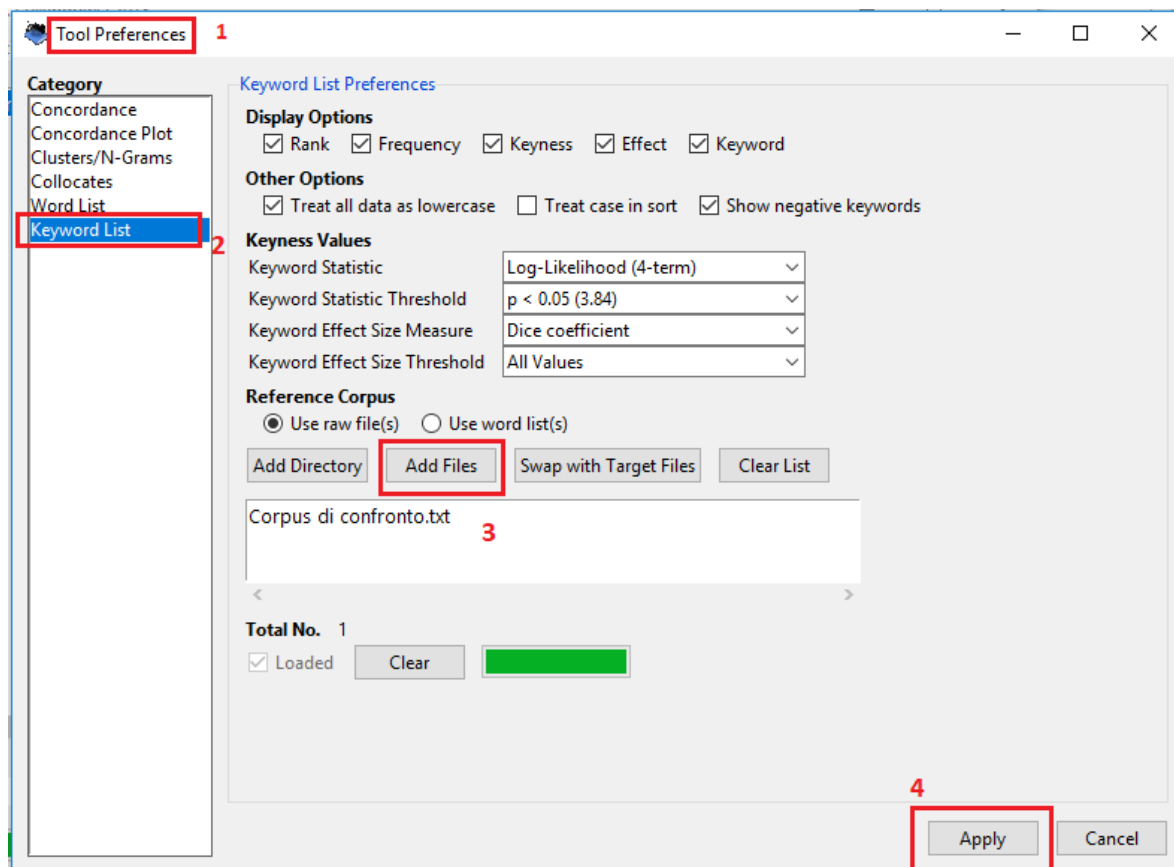 Tool Preferences 1
Category
Concordance
Concordance Plot
Clusters/N-Grams
Collocates
Word List
Keyword List
2
Keyword List Preferences
Display Options
Rank Frequency Keyness Effect Keyword
Other Options
Treat all data as lowercase Treat case in sort Show negative keywords
Keyness Values
Keyword Statistic Log-Likelihood (4-term)
Keyword Statistic Threshold p < 0.05 (3.84)
Keyword Effect Size Measure Dice coefficient
Keyword Effect Size Threshold All Values
Reference Corpus
Use raw file(s) Use word list(s)
Add Directory Add Files Swap with Target Files Clear List
Corpus di confronto.txt
3
Total No. 1
Loaded Clear
4
Apply Cancel